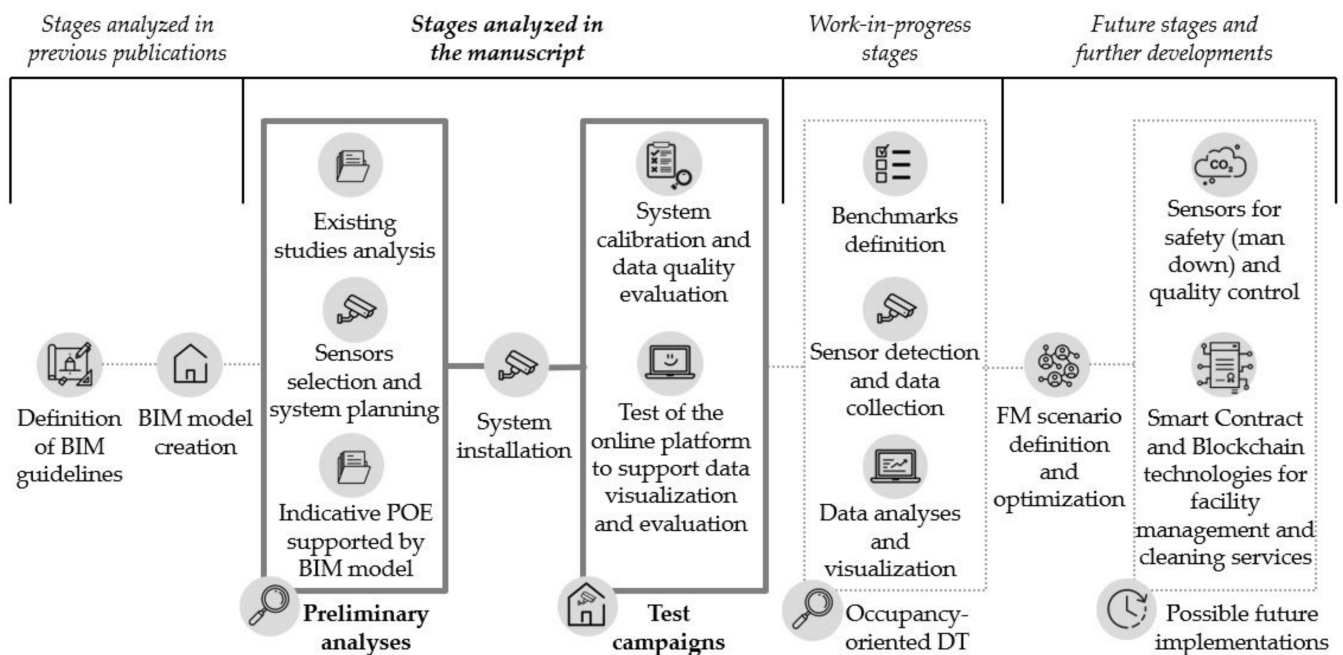 Stages analyzed in
previous publications
Stages analyzed in
the manuscript
Work-in-progress
stages
Future stages and
further developments
Definition
of BIM
guidelines
BIM model
creation
Existing
studies analysis
Sensors
selection and
system planning
Indicative POE
supported by
BIM model
Preliminary
analyses
System
installation
System
calibration and
data quality
evaluation
Test of the
online platform
to support data
visualization
and evaluation
Test
campaigns
Benchmarks
definition
Sensor detection
and data
collection
Data analyses and
visualization
Occupancy-
oriented DT
FM scenario
definition
and
optimization
CO2
Sensors for
safety (man
down) and
quality control
Smart Contract
and Blockchain
technologies for
facility
management and
cleaning services
Possible future
implementations